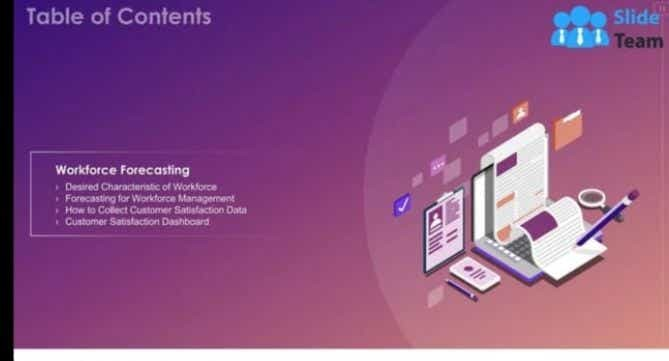 Table of Contents
Slide
Team
Workforce Forecasting
› Desired Characteristic of Workforce
› Forecasting for Workforce Management
› How to Collect Customer Satisfaction Data
› Customer Satisfaction Dashboard